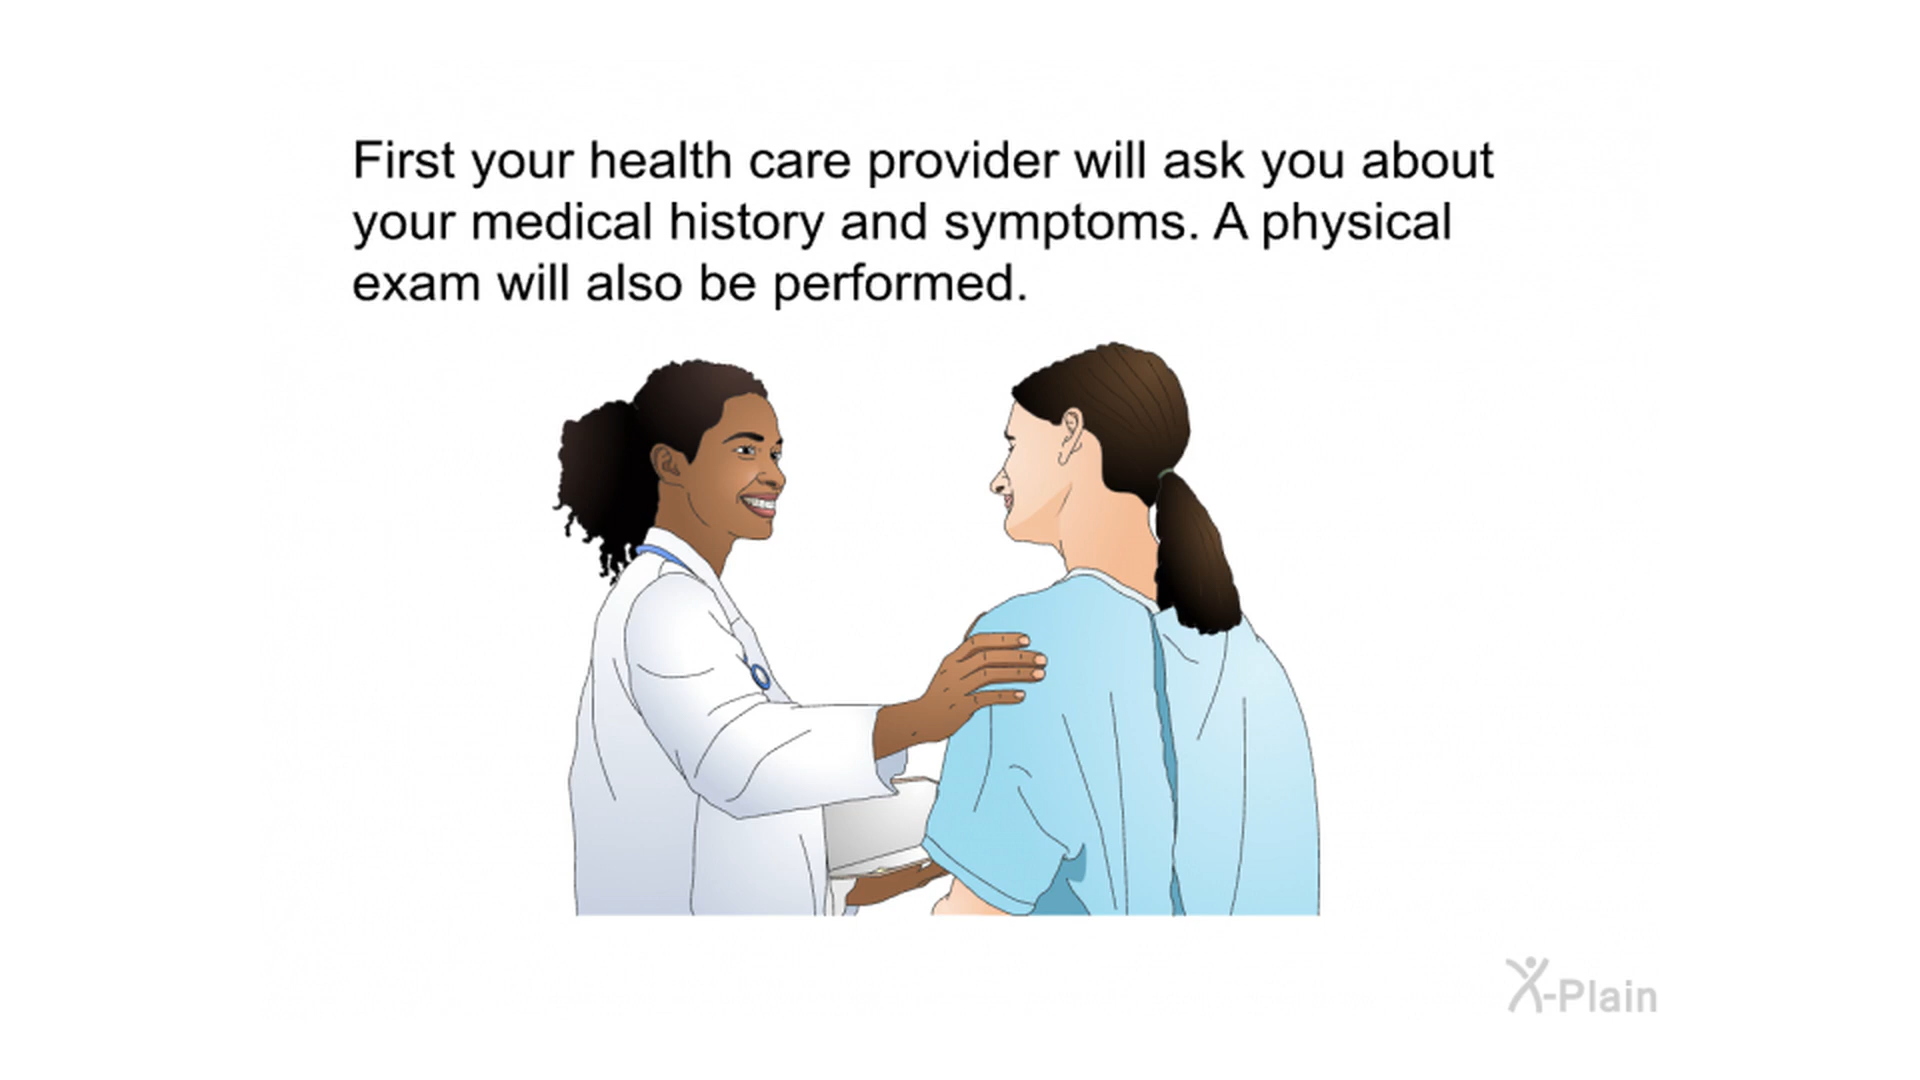 First your health care provider will ask you about
your medical history and symptoms. A physical
exam will also be performed.
X-Plain